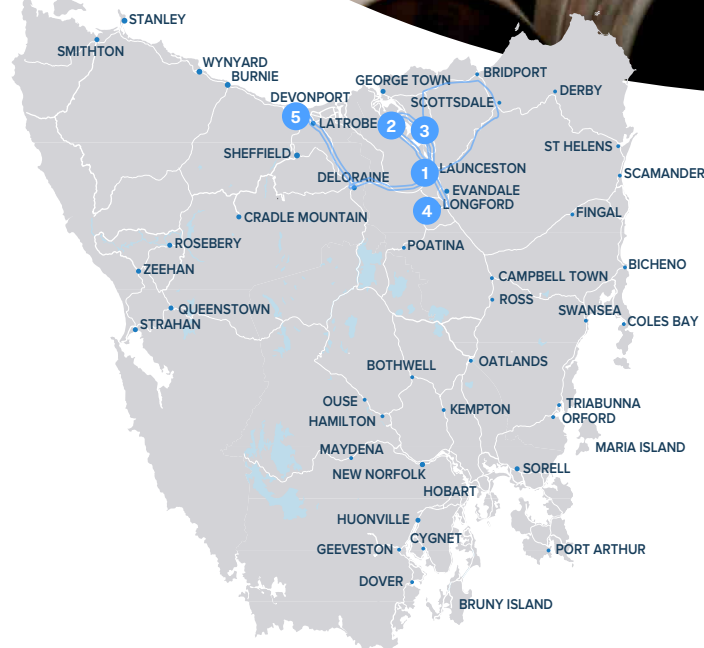 STANLEY
SMITHTON
WYNYARD
BURNIE
GEORGE TOWN
BRIDPORT
DEVONPORT
SCOTTSDALE
DERBY
5
LATROBE
2
3
ST HELENS
SHEFFIELD
DELORAINE
1
LAUNCESTON
SCAMANDER
EVANDALE
4
LONGFORD
CRADLE MOUNTAIN
FINGAL
ROSEBERY
POATINA
ZEEHAN
CAMPBELL TOWN
BICHENO
QUEENSTOWN
ROSS
SWANSEA
STRAHAN
COLES BAY
BOTHWELL
OATLANDS
OUSE
KEMPTON
TRIABUNNA
HAMILTON
ORFORD
MAYDENA
MARIA ISLAND
NEW NORFOLK
SORELL
HOBART
HUONVILLE
CYGNET
GEEVESTON
PORT ARTHUR
DOVER
BRUNY ISLAND